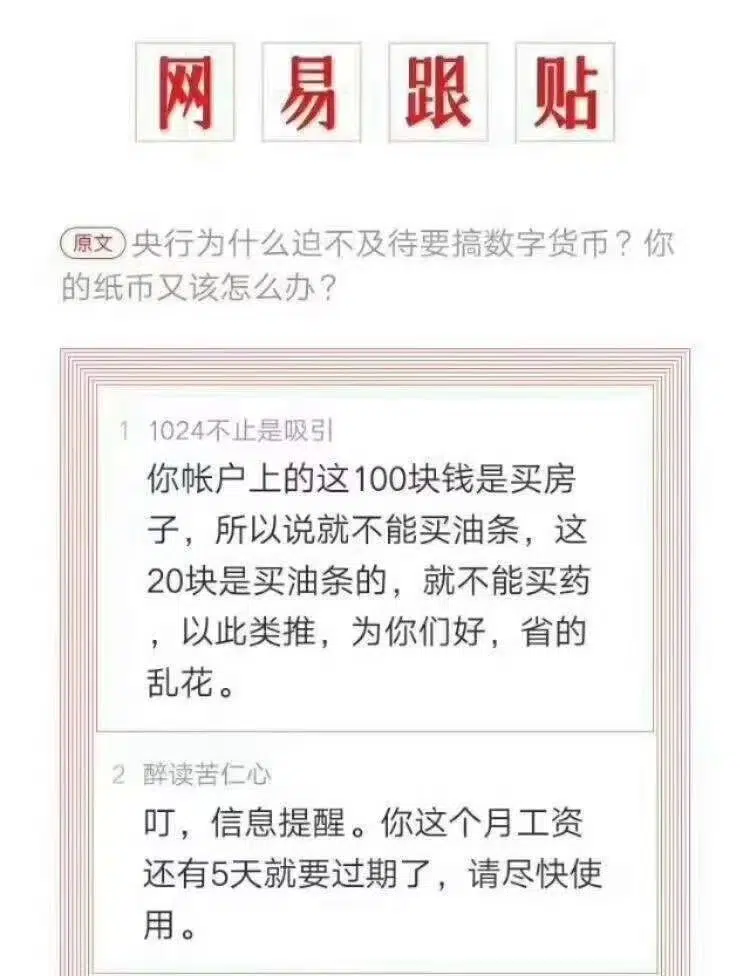 网易跟贴
原文 央行为什么迫不及待要搞数字货币？你
的纸币又该怎么办？
1 1024不止是吸引
你帐户上的这100块钱是买房
子，所以说就不能买油条，这
20块是买油条的，就不能买药
，以此类推，为你们好，省的
乱花。
2 醉读苦仁心
叮，信息提醒。你这个月工资
还有5天就要过期了，请尽快使
用。